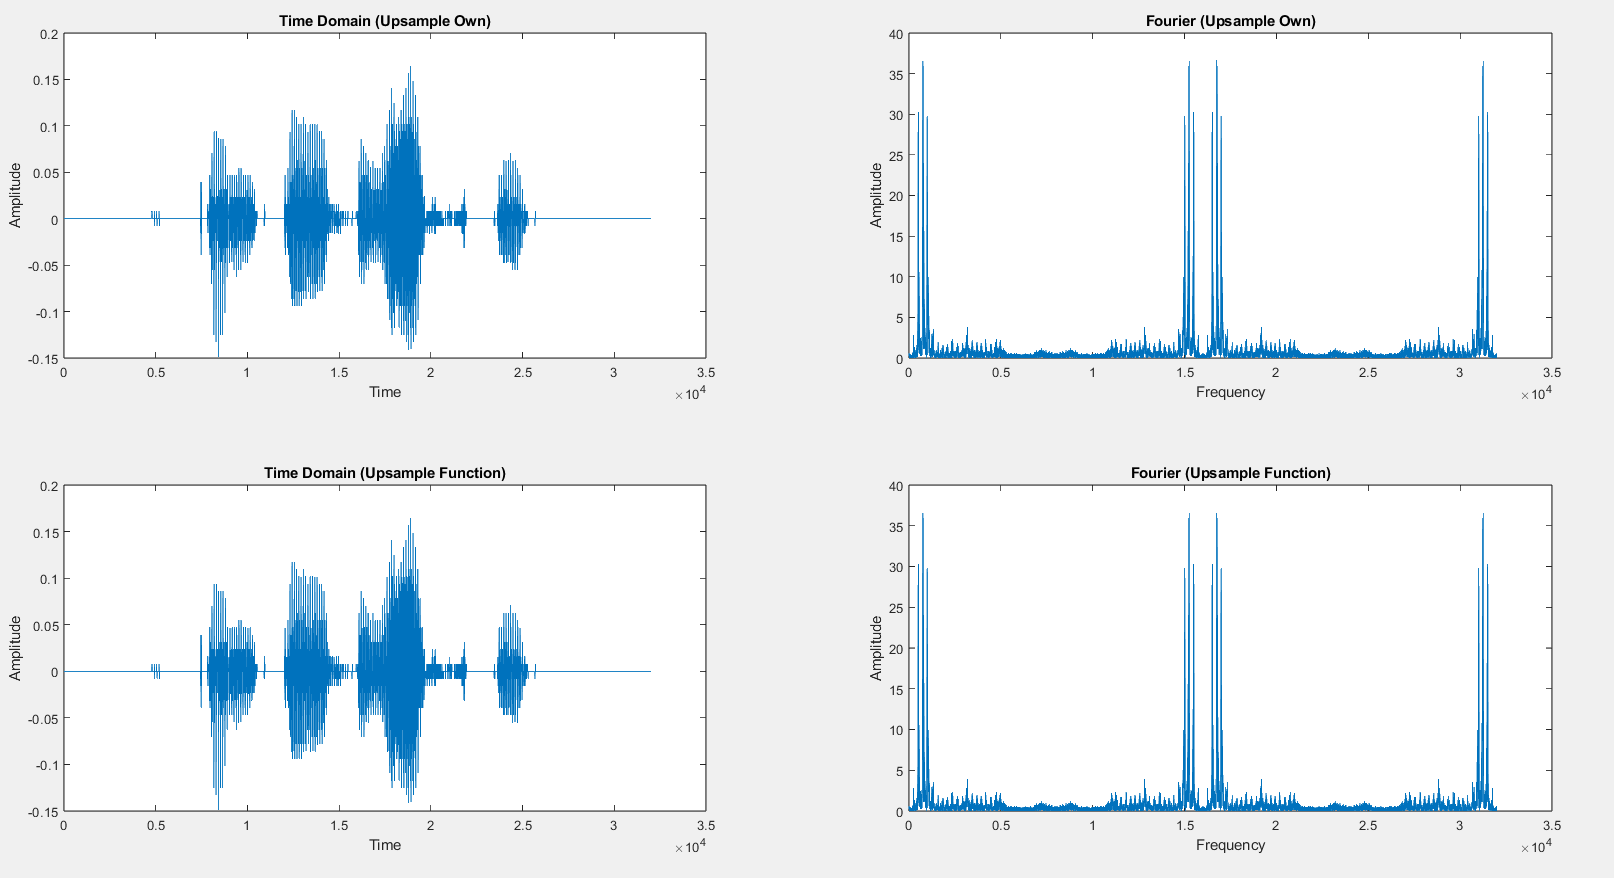 Time Domain (Upsample Own)
Amplitude
0.2
0.15
0.1
0.05
0
-0.05
-0.1
-0.15
0 0.5 1 1.5 2 2.5 3 3.5
Time
×10^4
Fourier (Upsample Own)
Amplitude
40
35
30
25
20
15
10
5
0
0 0.5 1 1.5 2 2.5 3 3.5
Frequency
×10^4
Time Domain (Upsample Function)
Amplitude
0.2
0.15
0.1
0.05
0
-0.05
-0.1
-0.15
0 0.5 1 1.5 2 2.5 3 3.5
Time
×10^4
Fourier (Upsample Function)
Amplitude
40
35
30
25
20
15
10
5
0
0 0.5 1 1.5 2 2.5 3 3.5
Frequency
×10^4